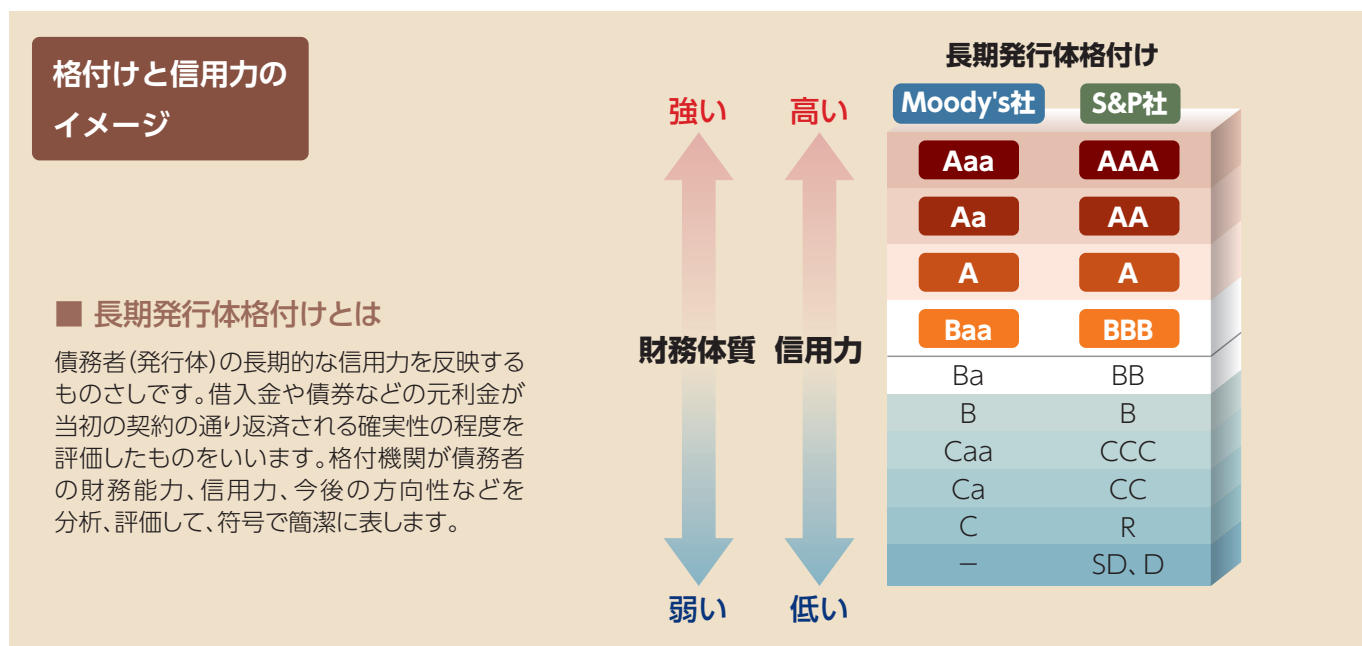 格付けと信用力の
イメージ
■ 長期発行体格付けとは
債務者(発行体)の長期的な信用力を反映する
ものさしです。借入金や債券などの元利金が
当初の契約の通り返済される確実性の程度を
評価したものをいいます。格付機関が債務者
の財務能力、信用力、今後の方向性などを
分析、評価して、符号で簡潔に表します。
強い 高い
財務体質 信用力
弱い 低い
長期発行体格付け
Moody's社 S&P社
Aaa AAA
Aa AA
A A
Baa BBB
Ba BB
B B
Caa CCC
Ca CC
C R
− SD、D